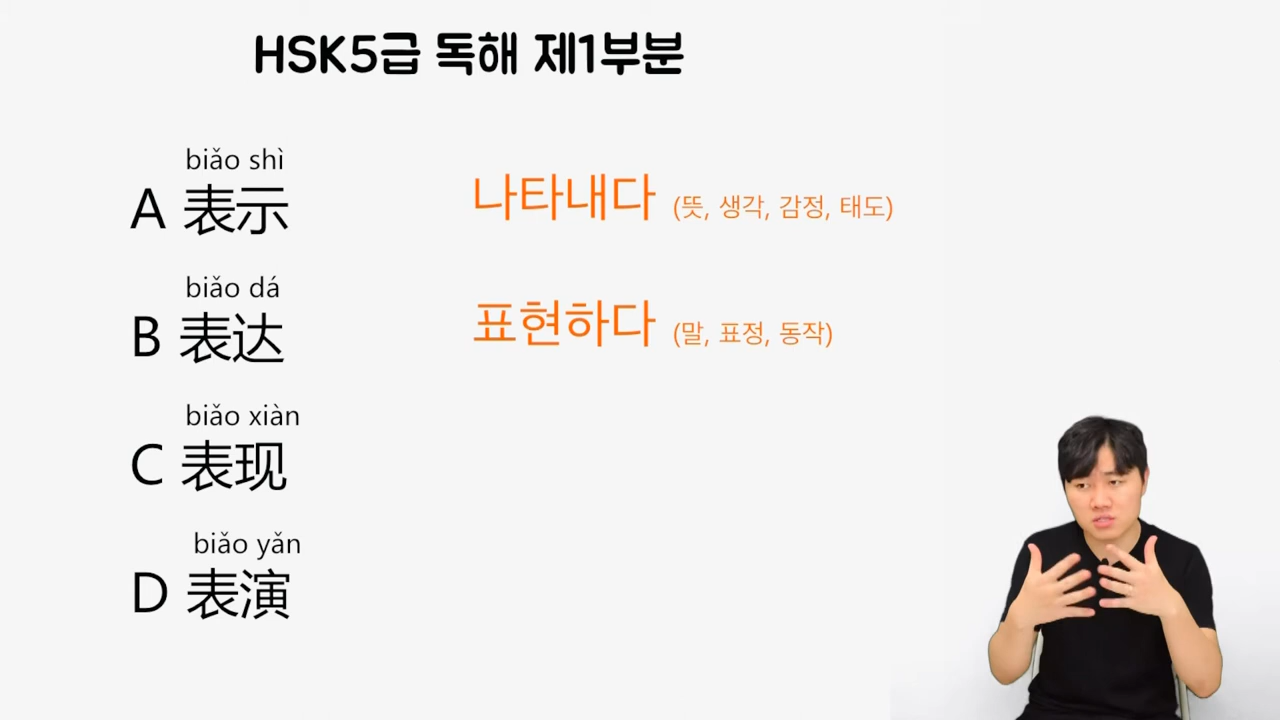 HSK5급 독해 제1부분
biǎo shì
A 表示 나타내다 (뜻, 생각, 감정, 태도)
biǎo dá
B 表达 표현하다 (말, 표정, 동작)
biǎo xiàn
C 表现
biǎo yǎn
D 表演